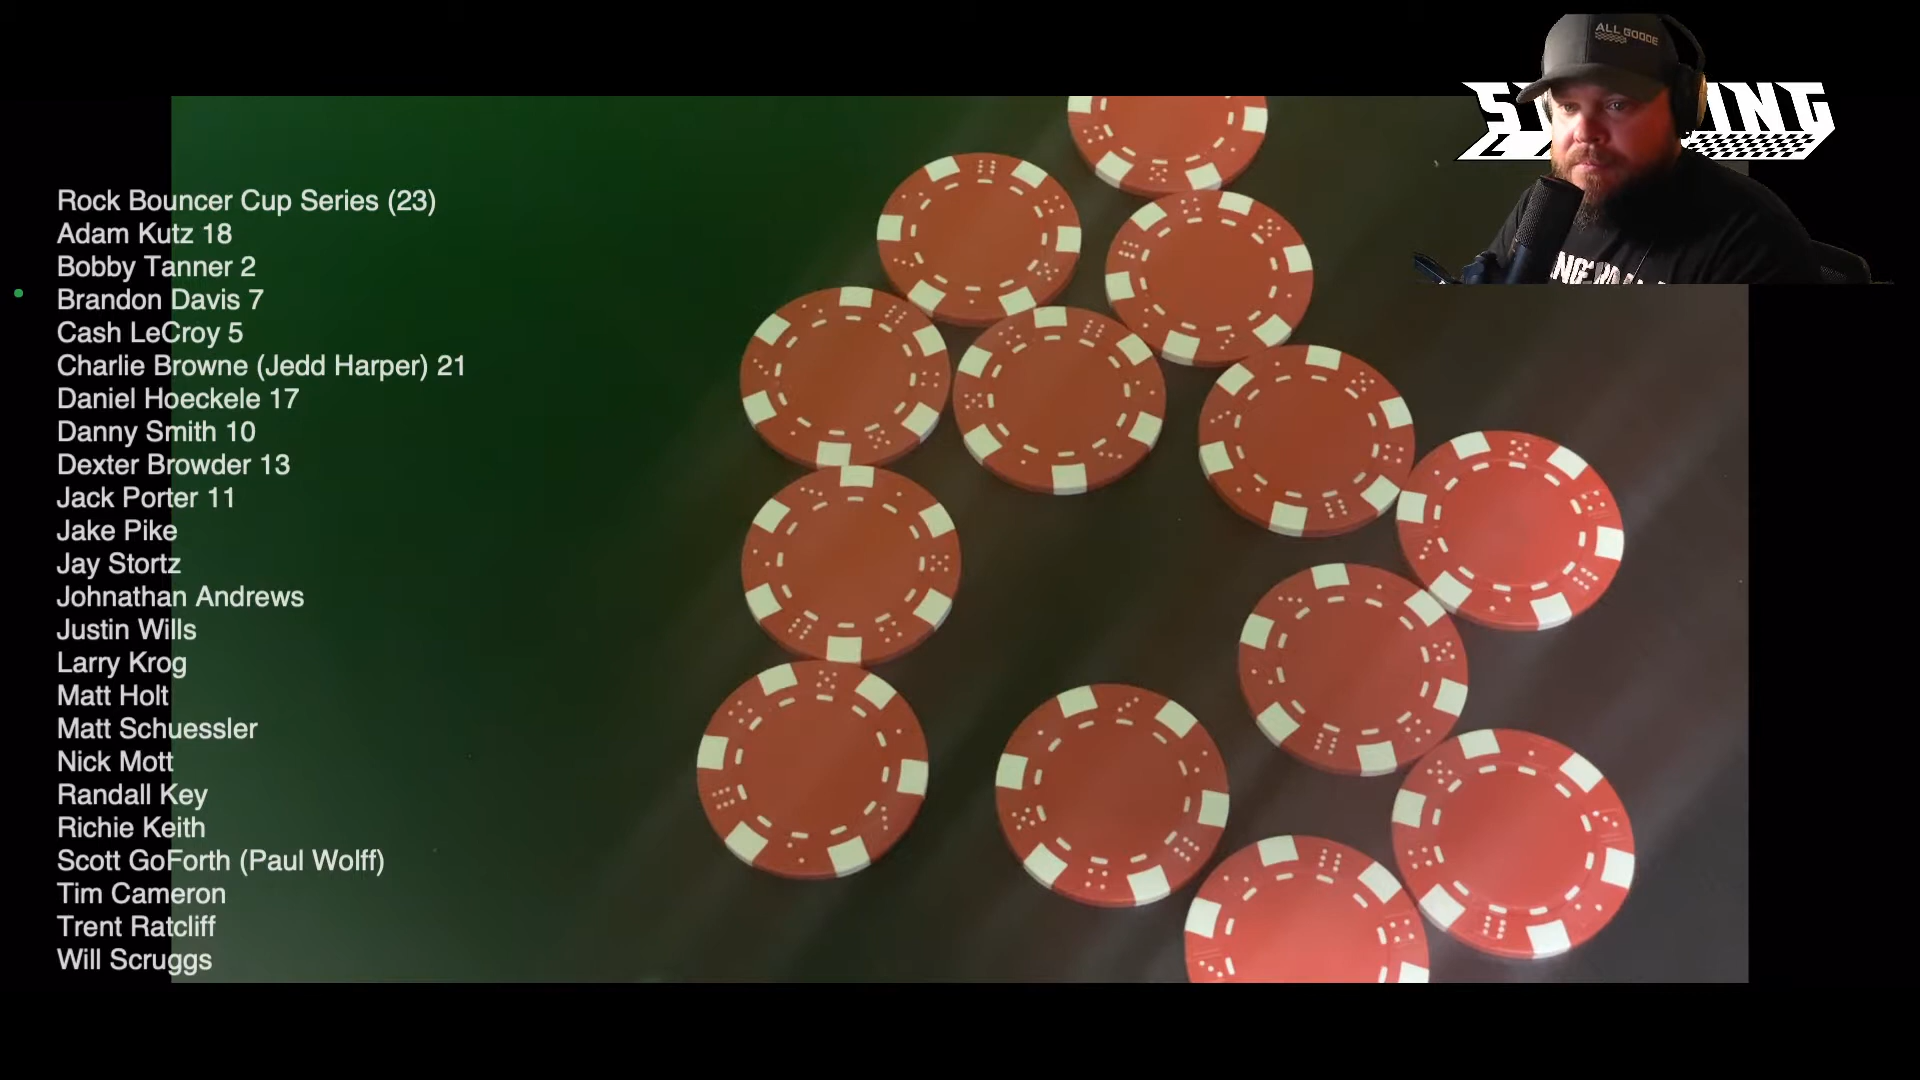 ALL GOODE
Rock Bouncer Cup Series (23)
Adam Kutz 18
Bobby Tanner 2
Brandon Davis 7
Cash LeCroy 5
Charlie Browne (Jedd Harper) 21
Daniel Hoeckele 17
Danny Smith 10
Dexter Browder 13
Jack Porter 11
Jake Pike
Jay Stortz
Johnathan Andrews
Justin Wills
Larry Krog
Matt Holt
Matt Schuessler
Nick Mott
Randall Key
Richie Keith
Scott GoForth (Paul Wolff)
Tim Cameron
Trent Ratcliff
Will Scruggs